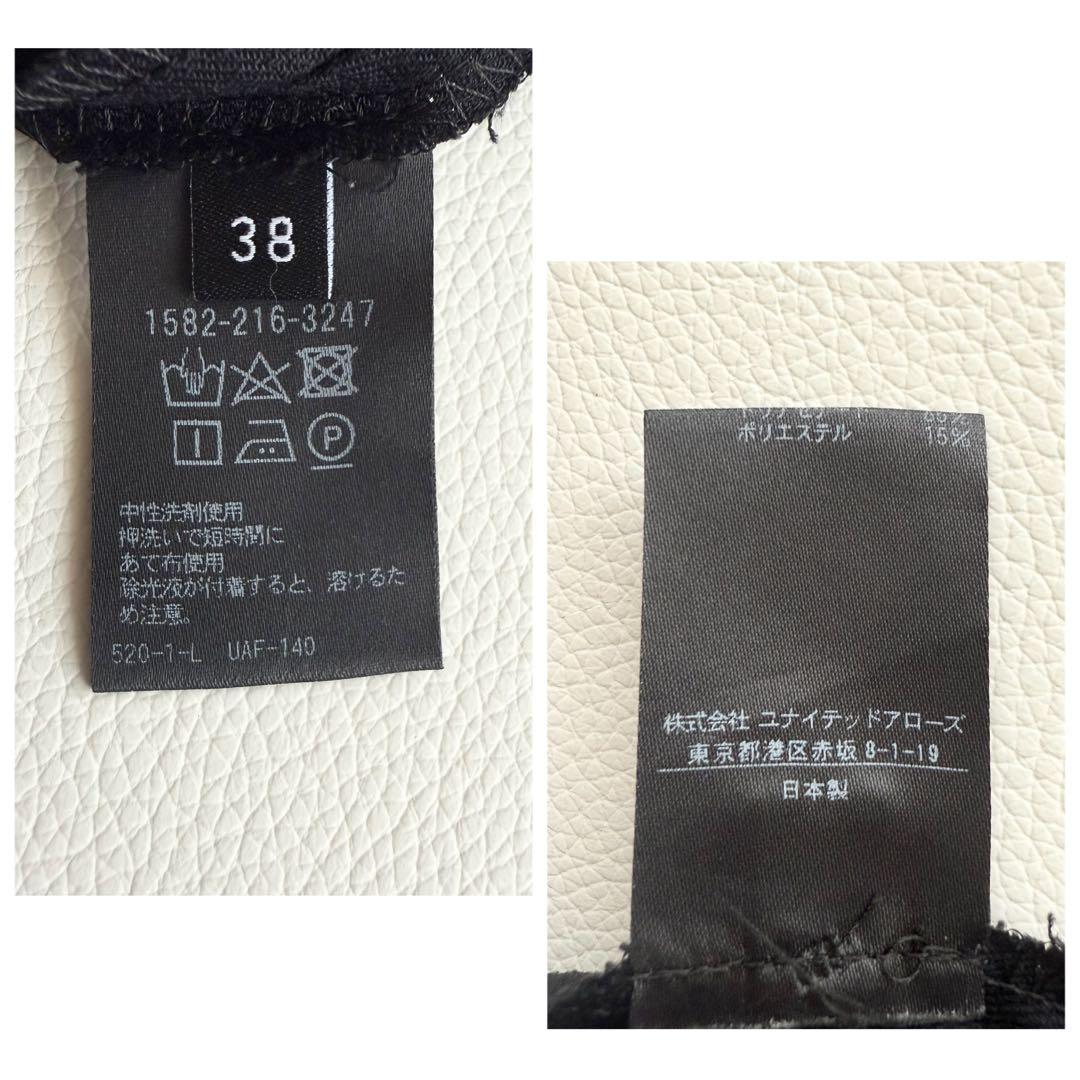 38
1582-216-3247
P
中性洗剤使用
押洗いで短時間に
あて布使用
除光液が付着すると、溶けるた
め注意。
520-1-L UAF-140
ポリエステル 15%
株式会社 ユナイテッドアローズ
東京都港区赤坂 8-1-19
日本製